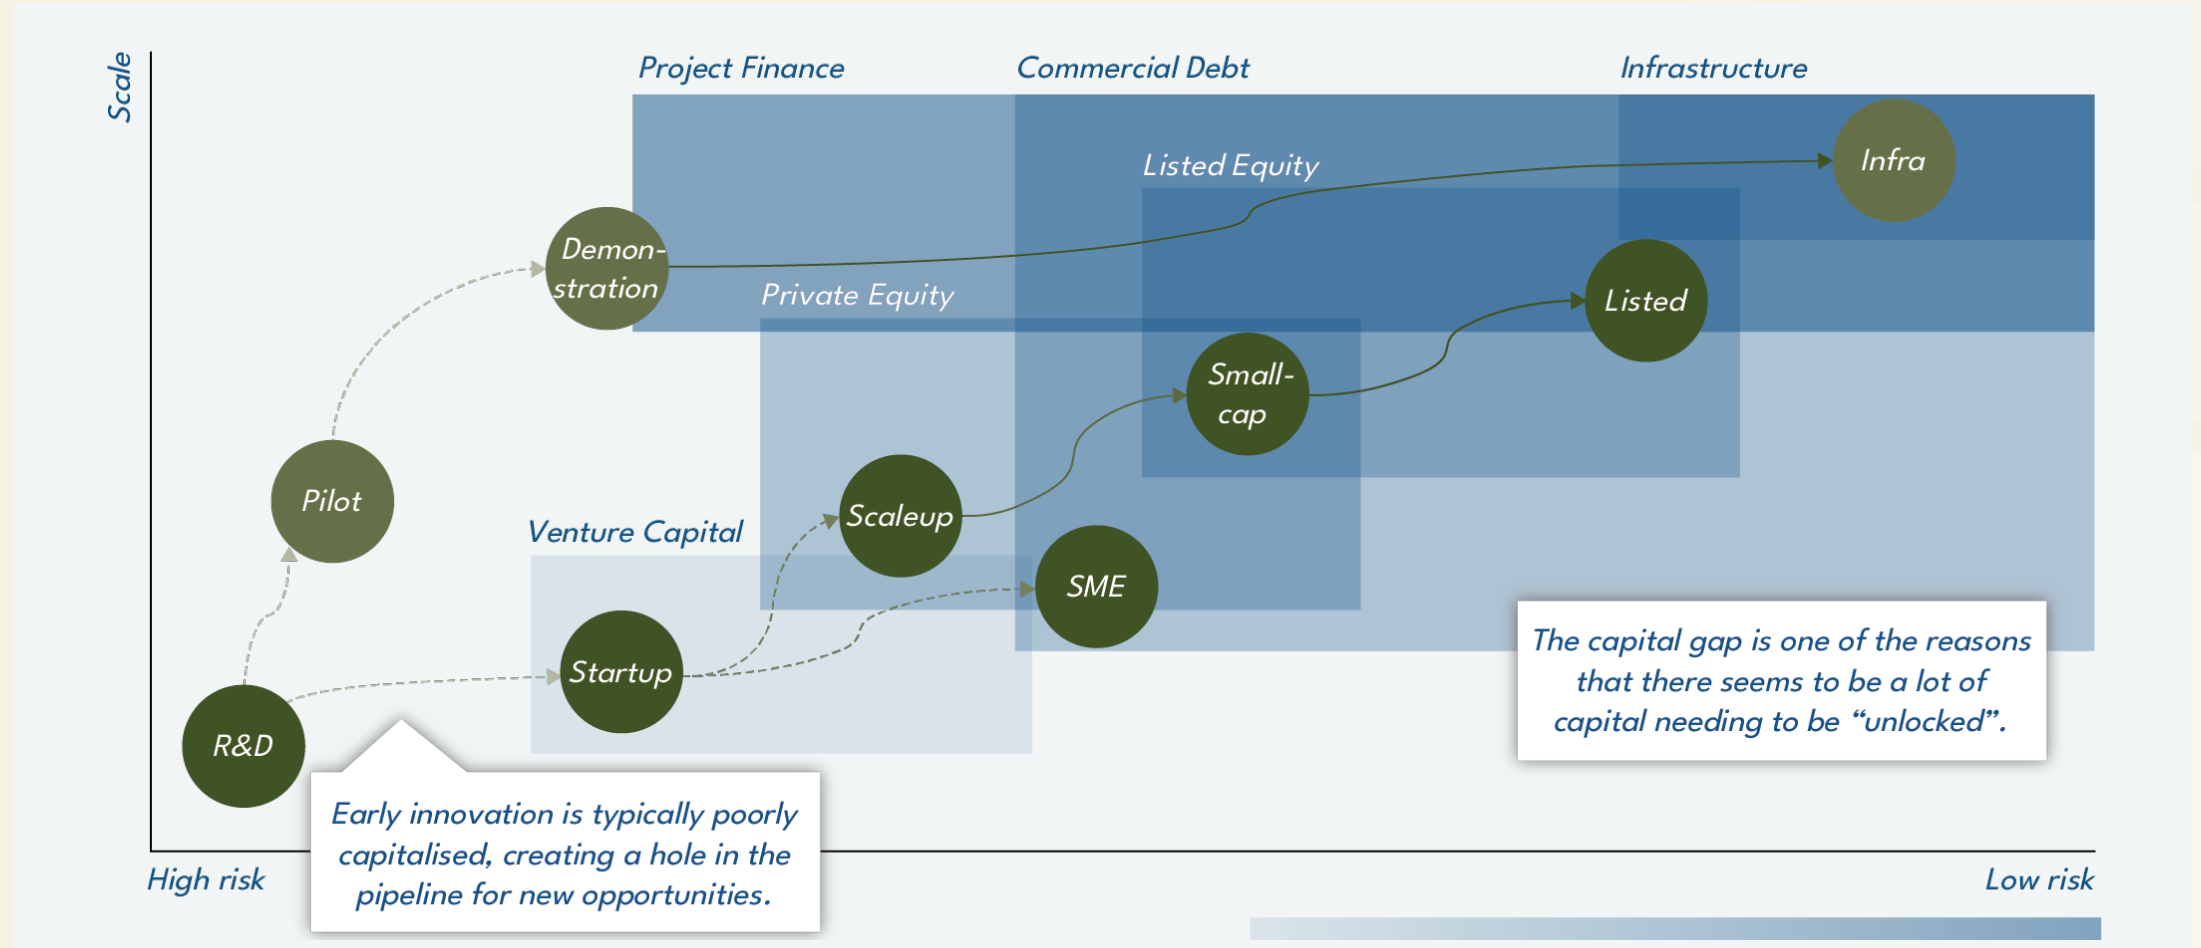 Scale
Project Finance
Commercial Debt
Infrastructure
Listed Equity
Infra
Demon-
stration
Private Equity
Listed
Small-
cap
Pilot
Scaleup
Venture Capital
SME
Startup
R&D
The capital gap is one of the reasons
that there seems to be a lot of
capital needing to be “unlocked”.
Early innovation is typically poorly
capitalised, creating a hole in the
pipeline for new opportunities.
High risk
Low risk